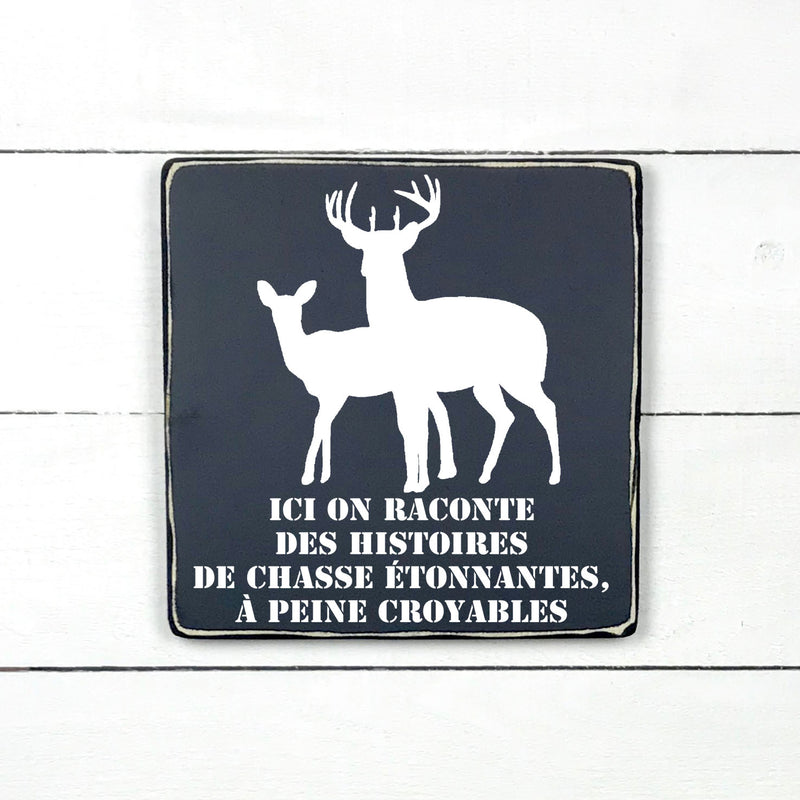 ICI ON RACONTE
DES HISTOIRES
DE CHASSE ÉTONNANTES,
À PEINE CROYABLES